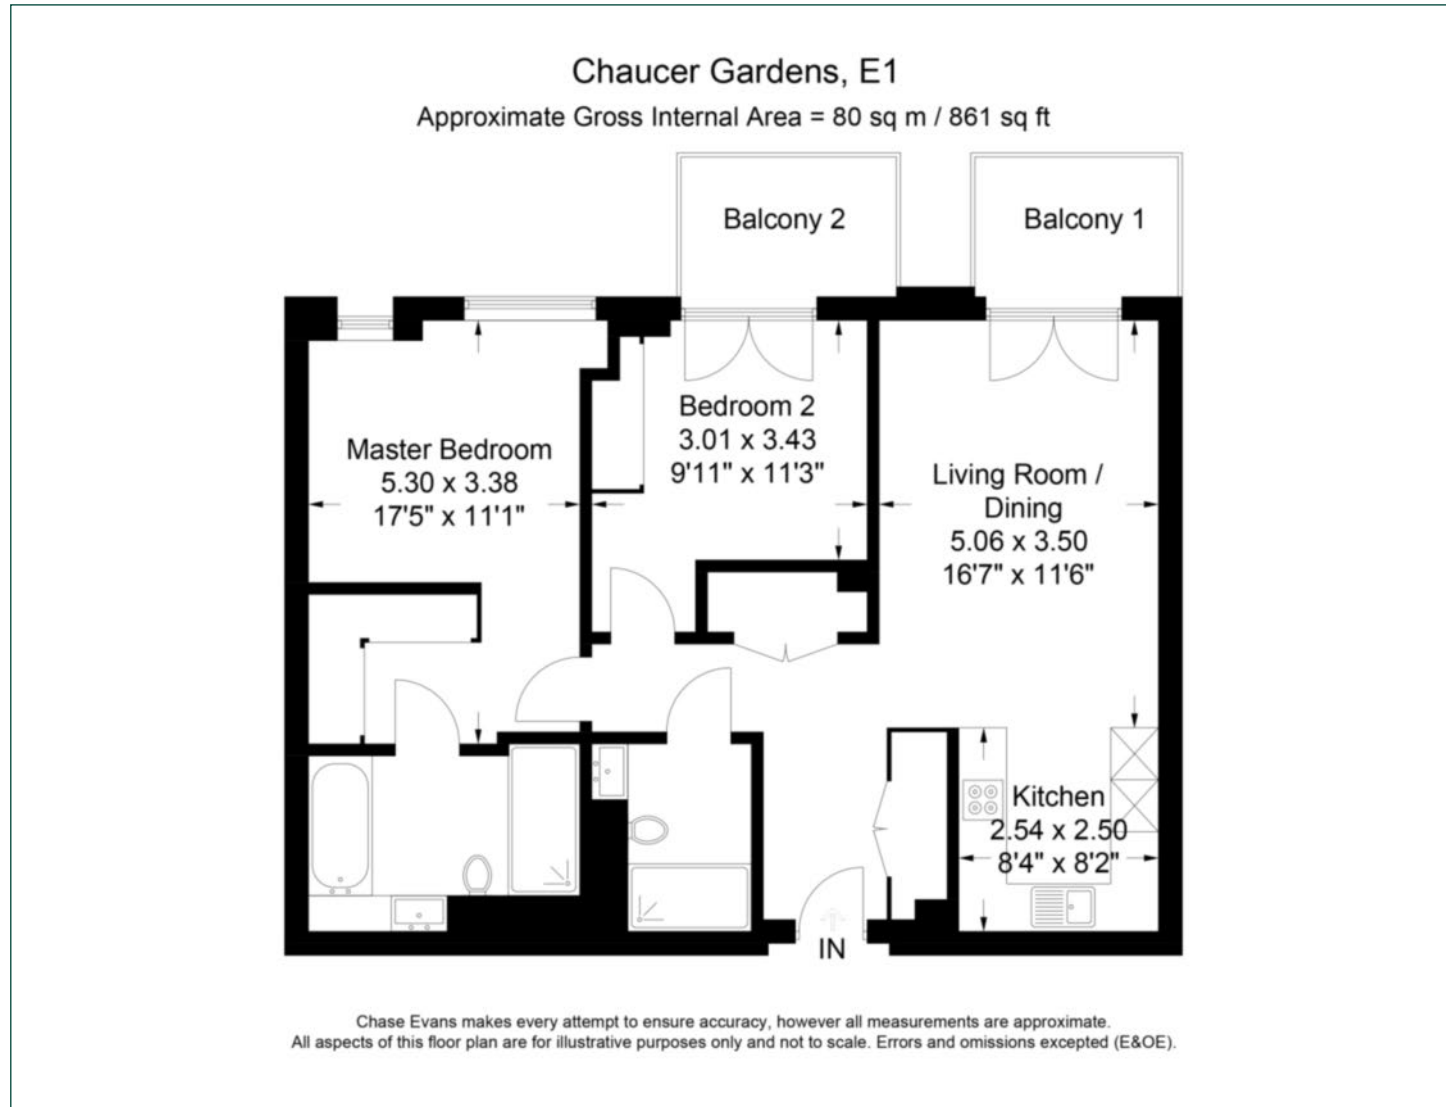 Chaucer Gardens, E1
Approximate Gross Internal Area = 80 sq m / 861 sq ft
Balcony 2
Balcony 1
Bedroom 2
3.01 x 3.43
9'11" x 11'3"
Master Bedroom
5.30 x 3.38
17'5" x 11'1"
Living Room /
Dining
5.06 x 3.50
16'7" x 11'6"
Kitchen
2.54 x 2.50
8'4" x 8'2"
IN
Chase Evans makes every attempt to ensure accuracy, however all measurements are approximate.
All aspects of this floor plan are for illustrative purposes only and not to scale. Errors and omissions excepted (E&OE).